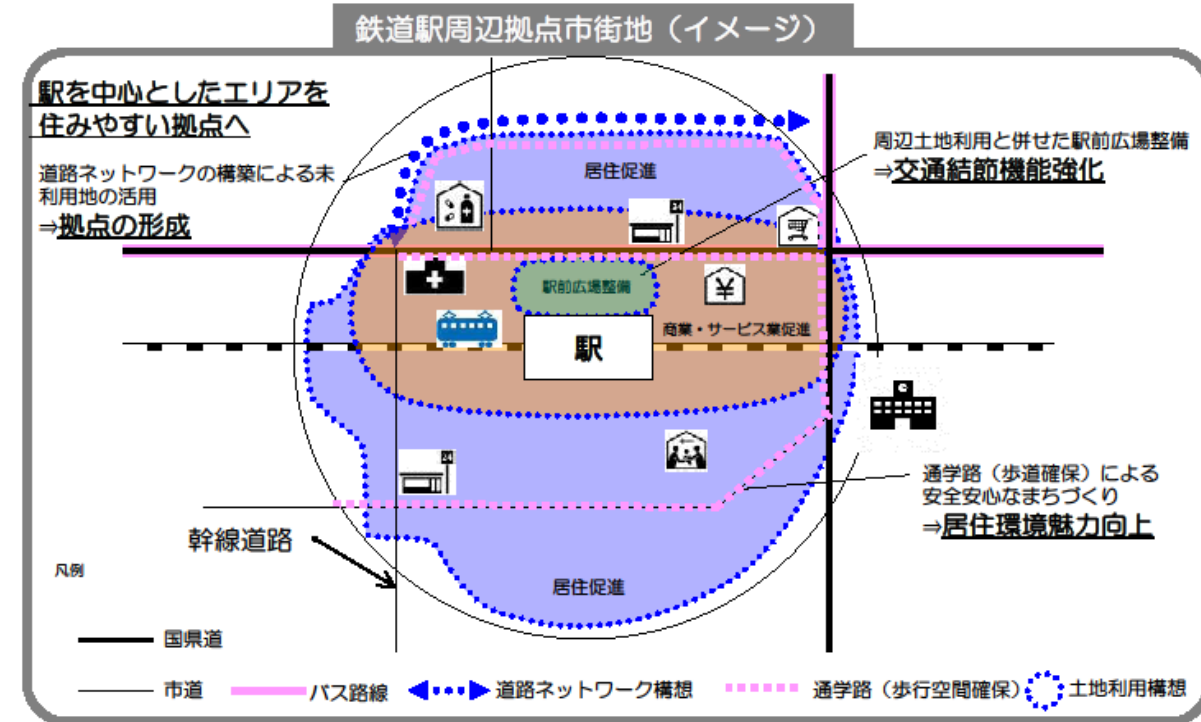 鉄道駅周辺拠点市街地（イメージ）
駅を中心としたエリアを
住みやすい拠点へ
道路ネットワークの構築による未
利用地の活用
⇒拠点の形成
周辺土地利用と併せた駅前広場整備
⇒交通結節機能強化
居住促進
24
駅前広場整備
¥
商業・サービス業促進
駅
24
通学路（歩道確保）による
安全安心なまちづくり
⇒居住環境魅力向上
幹線道路
居住促進
凡例
国県道
市道
バス路線
道路ネットワーク構想
通学路（歩行空間確保）
土地利用構想